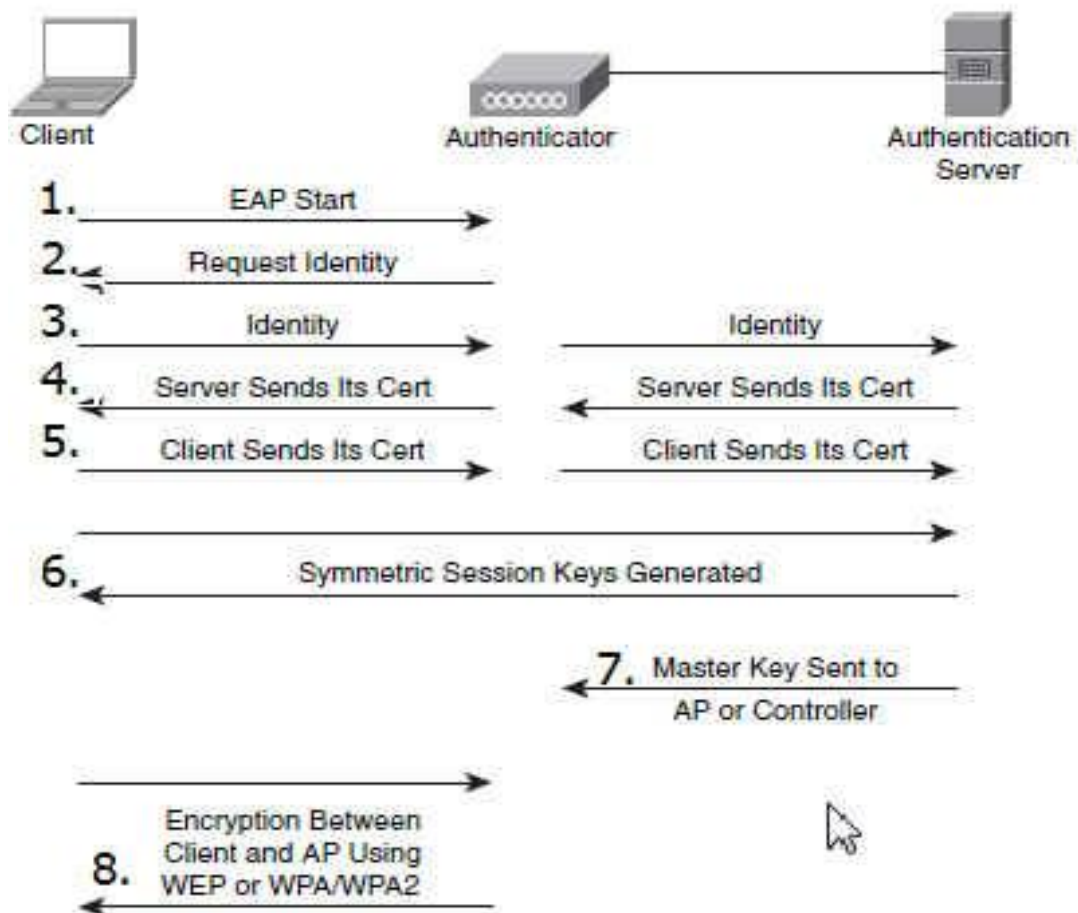 Client
Authenticator
Authentication
Server
1. EAP Start
2. Request Identity
3. Identity Identity
4. Server Sends Its Cert Server Sends Its Cert
5. Client Sends Its Cert Client Sends Its Cert
6. Symmetric Session Keys Generated
7. Master Key Sent to
AP or Controller
Encryption Between
Client and AP Using
8. WEP or WPA/WPA2